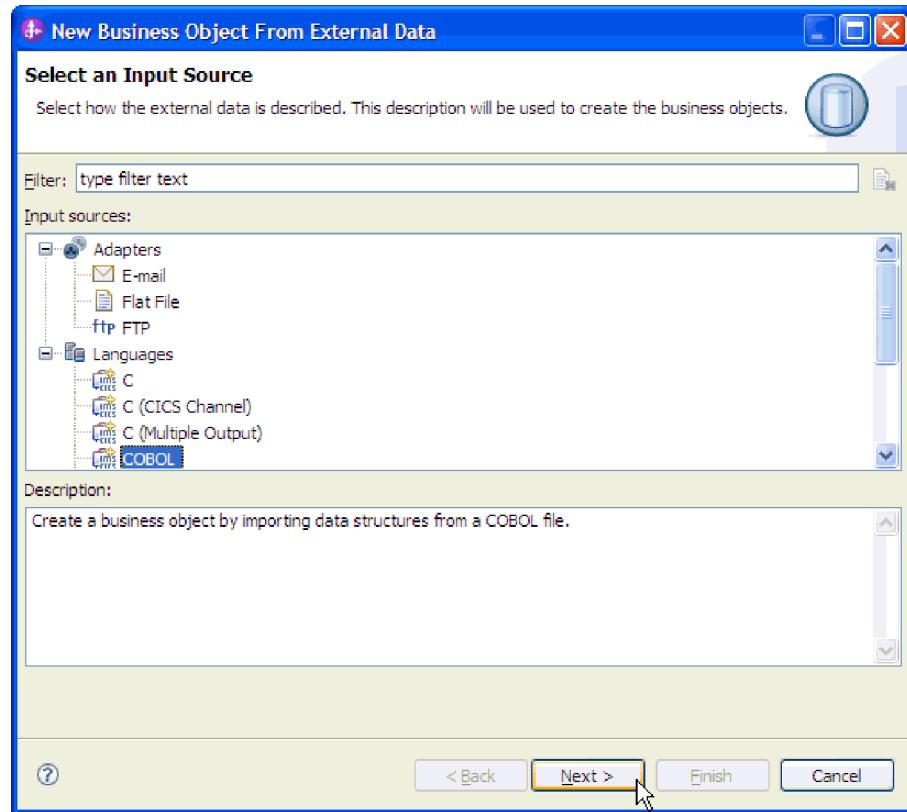 New Business Object From External Data
Select an Input Source
Select how the external data is described. This description will be used to create the business objects.
Filter: type filter text
Input sources:
Adapters
E-mail
Flat File
ftp FTP
Languages
C
C (CICS Channel)
C (Multiple Output)
COBOL
Description:
Create a business object by importing data structures from a COBOL file.
? < Back Next > Finish Cancel